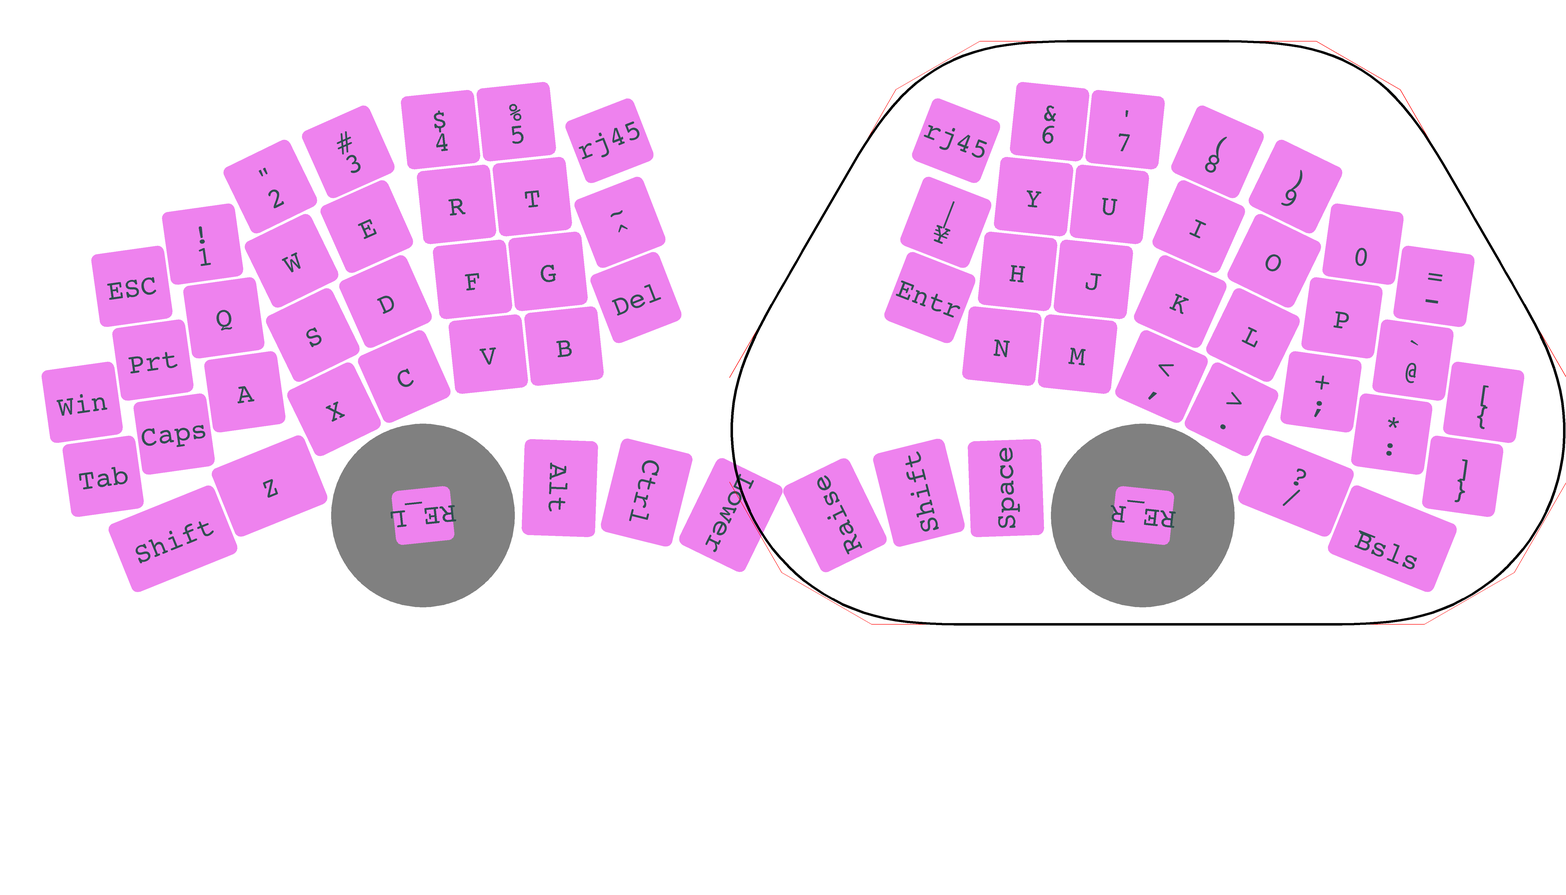 ESC
!
1
"
2
#
3
$
4
%
5
rj45
Prt
Q
W
E
R
T
~
^
Win
Caps
A
S
D
F
G
Del
Tab
Shift
Z
X
C
V
B
RE_L
Alt
Ctrl
Lower
rj45
&
6
'
7
(
8
)
9
0
=
-
|
¥
Y
U
I
O
P
`
@
[
{
Entr
H
J
K
L
+
;
*
:
]
}
N
M
<
,
>
.
?
/
Bsls
Raise
Shift
Space
RE_R